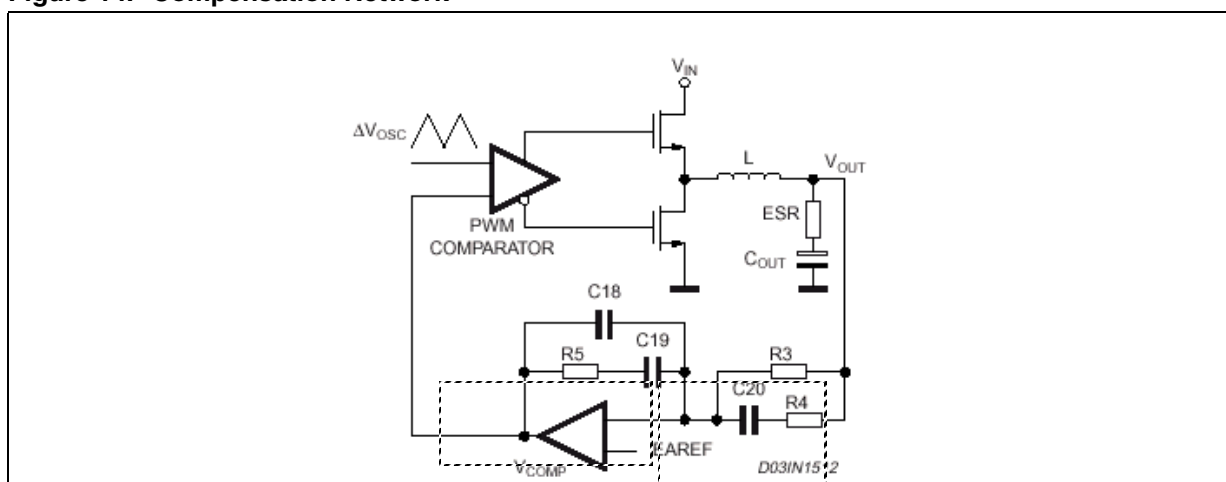 Figure 14. Compensation Network
VIN
ΔVOSC
L
VOUT
ESR
PWM
COMPARATOR
COUT
C18
C19
R5
R3
C20
R4
EAREF
VCOMP